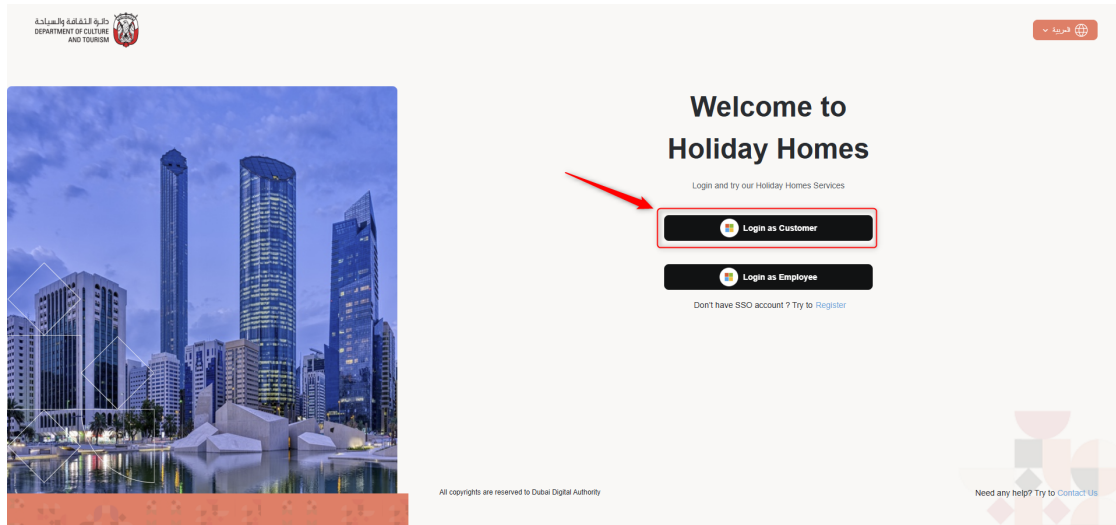 دائرة الثقافة والسياحة
DEPARTMENT OF CULTURE
AND TOURISM
العربية
Welcome to
Holiday Homes
Login and try our Holiday Homes Services
Login as Customer
Login as Employee
Don't have SSO account ? Try to Register
All copyrights are reserved to Dubai Digital Authority
Need any help? Try to Contact Us